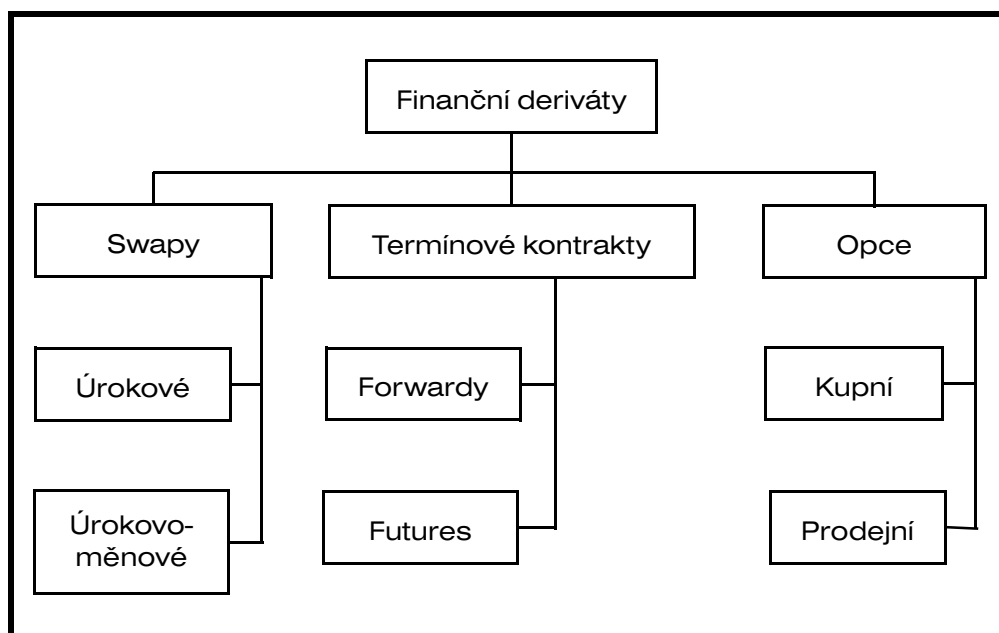 Finanční deriváty
Swapy
Termínové kontrakty
Opce
Úrokové
Forwardy
Kupní
Úrokovo-
měnové
Futures
Prodejní